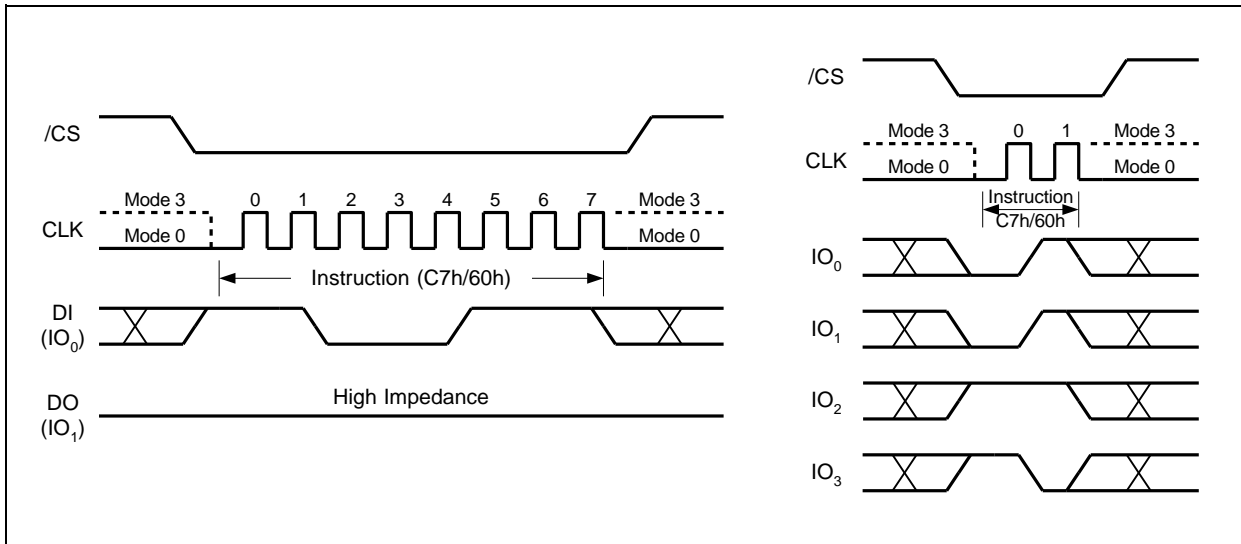 /CS
Mode 3
0 1 2 3 4 5 6 7
Mode 3
CLK
Mode 0
Mode 0
Instruction (C7h/60h)
DI
(IO0)
High Impedance
DO
(IO1)
/CS
Mode 3
0 1
Mode 3
CLK
Mode 0
Mode 0
Instruction
C7h/60h
IO0
IO1
IO2
IO3